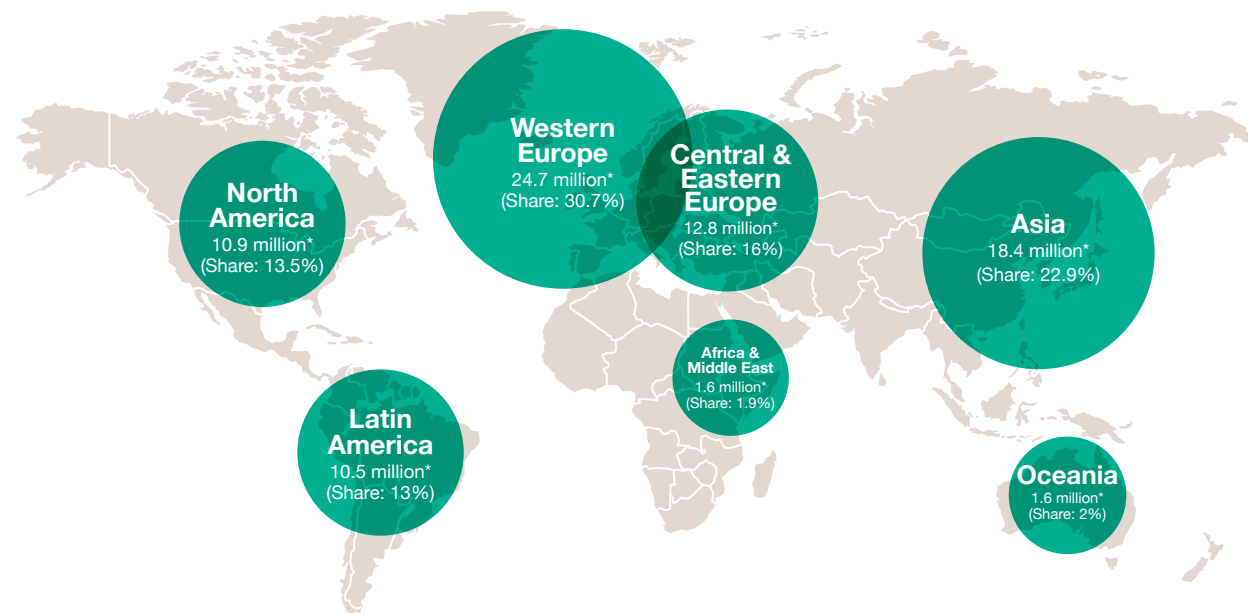 Western
Europe
24.7 million*
(Share: 30.7%)
Central &
Eastern
Europe
12.8 million*
(Share: 16%)
North
America
10.9 million*
(Share: 13.5%)
Asia
18.4 million*
(Share: 22.9%)
Africa &
Middle East
1.6 million*
(Share: 1.9%)
Latin
America
10.5 million*
(Share: 13%)
Oceania
1.6 million*
(Share: 2%)